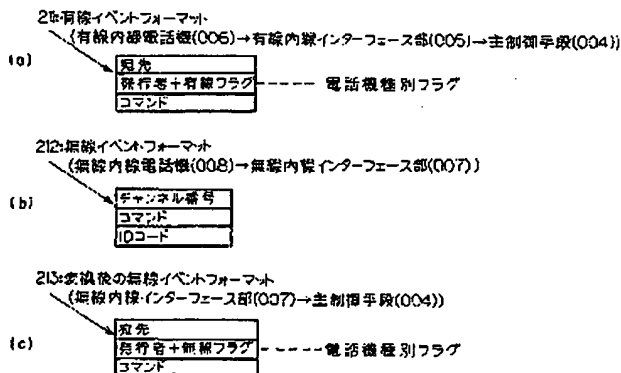 211:有線イベントフォーマット
{有線内線電話機(006)→有線内線インターフェース部(005)→主制御手段(004)}
(a)
宛先
発行者+有線フラグ 電話機種別フラグ
コマンド
212:無線イベントフォーマット
{無線内線電話機(008)→無線内線インターフェース部(007)}
(b)
チャンネル番号
コマンド
IDコード
213:変換後の無線イベントフォーマット
{無線内線インターフェース部(007)→主制御手段(004)}
(c)
宛先
発行者+無線フラグ 電話機種別フラグ
コマンド